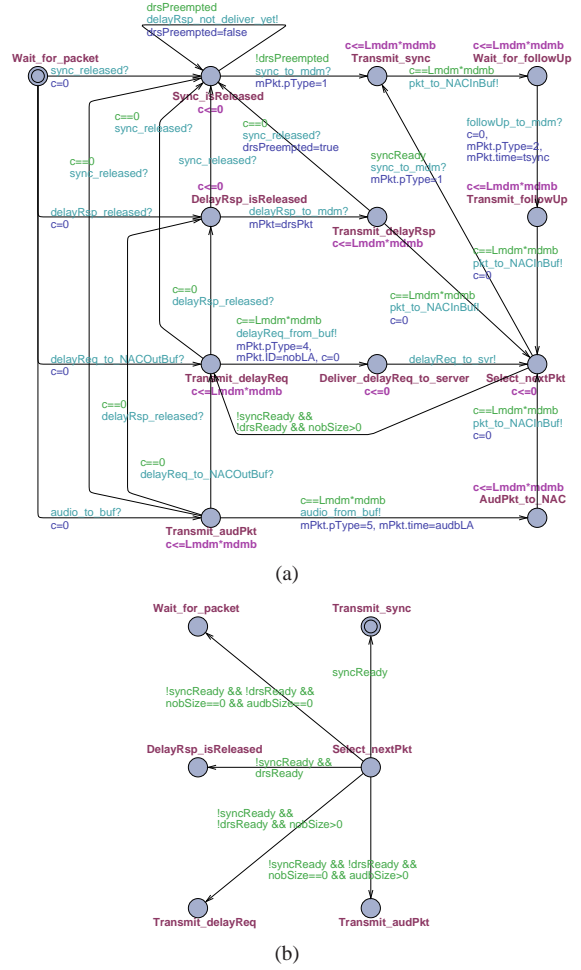 drsPreempted
delayRsp_not_deliver_yet!
drsPreempted=false
Wait_for_packet
sync_released?
c=0
!drsPreempted
sync_to_mdm?
mPkt.pType=1
c<=Lmdm*mdmb
Transmit_sync
c==Lmdm*mdmb
pkt_to_NACInBuf!
c<=Lmdm*mdmb
Wait_for_followUp
Sync_isReleased
c<=0
c==0
sync_released?
c==0
sync_released?
drsPreempted=true
followUp_to_mdm?
c=0,
mPkt.pType=2,
mPkt.time=tsync
c==0
sync_released?
sync_released?
syncReady
sync_to_mdm?
mPkt.pType=1
c<=0
DelayRsp_isReleased
c<=Lmdm*mdmb
Transmit_followUp
delayRsp_released?
c=0
delayRsp_to_mdm?
mPkt=drsPkt
Transmit_delayRsp
c<=Lmdm*mdmb
c==Lmdm*mdmb
pkt_to_NACInBuf!
c=0
c==0
delayRsp_released?
c==Lmdm*mdmb
pkt_to_NACInBuf!
c=0
c==Lmdm*mdmb
delayReq_from_buf!
mPkt.pType=4,
mPkt.ID=nobLA, c=0
delayReq_to_NACOutBuf?
c=0
delayReq_to_svr!
Transmit_delayReq
c<=Lmdm*mdmb
Deliver_delayReq_to_server
c<=0
Select_nextPkt
c<=0
c==0
delayRsp_released?
!syncReady &&
!drsReady && nobSize>0
c==Lmdm*mdmb
pkt_to_NACInBuf!
c=0
c==0
delayReq_to_NACOutBuf?
c<=Lmdm*mdmb
AudPkt_to_NAC
audio_to_buf?
c=0
c==Lmdm*mdmb
audio_from_buf!
mPkt.pType=5, mPkt.time=audbLA
Transmit_audPkt
c<=Lmdm*mdmb
(a)
Wait_for_packet
Transmit_sync
syncReady
!syncReady && !drsReady &&
nobSize==0 && audbSize==0
DelayRsp_isReleased
Select_nextPkt
!syncReady &&
drsReady
!syncReady &&
!drsReady && nobSize>0
!syncReady && !drsReady &&
nobSize==0 && audbSize>0
Transmit_delayReq
Transmit_audPkt
(b)